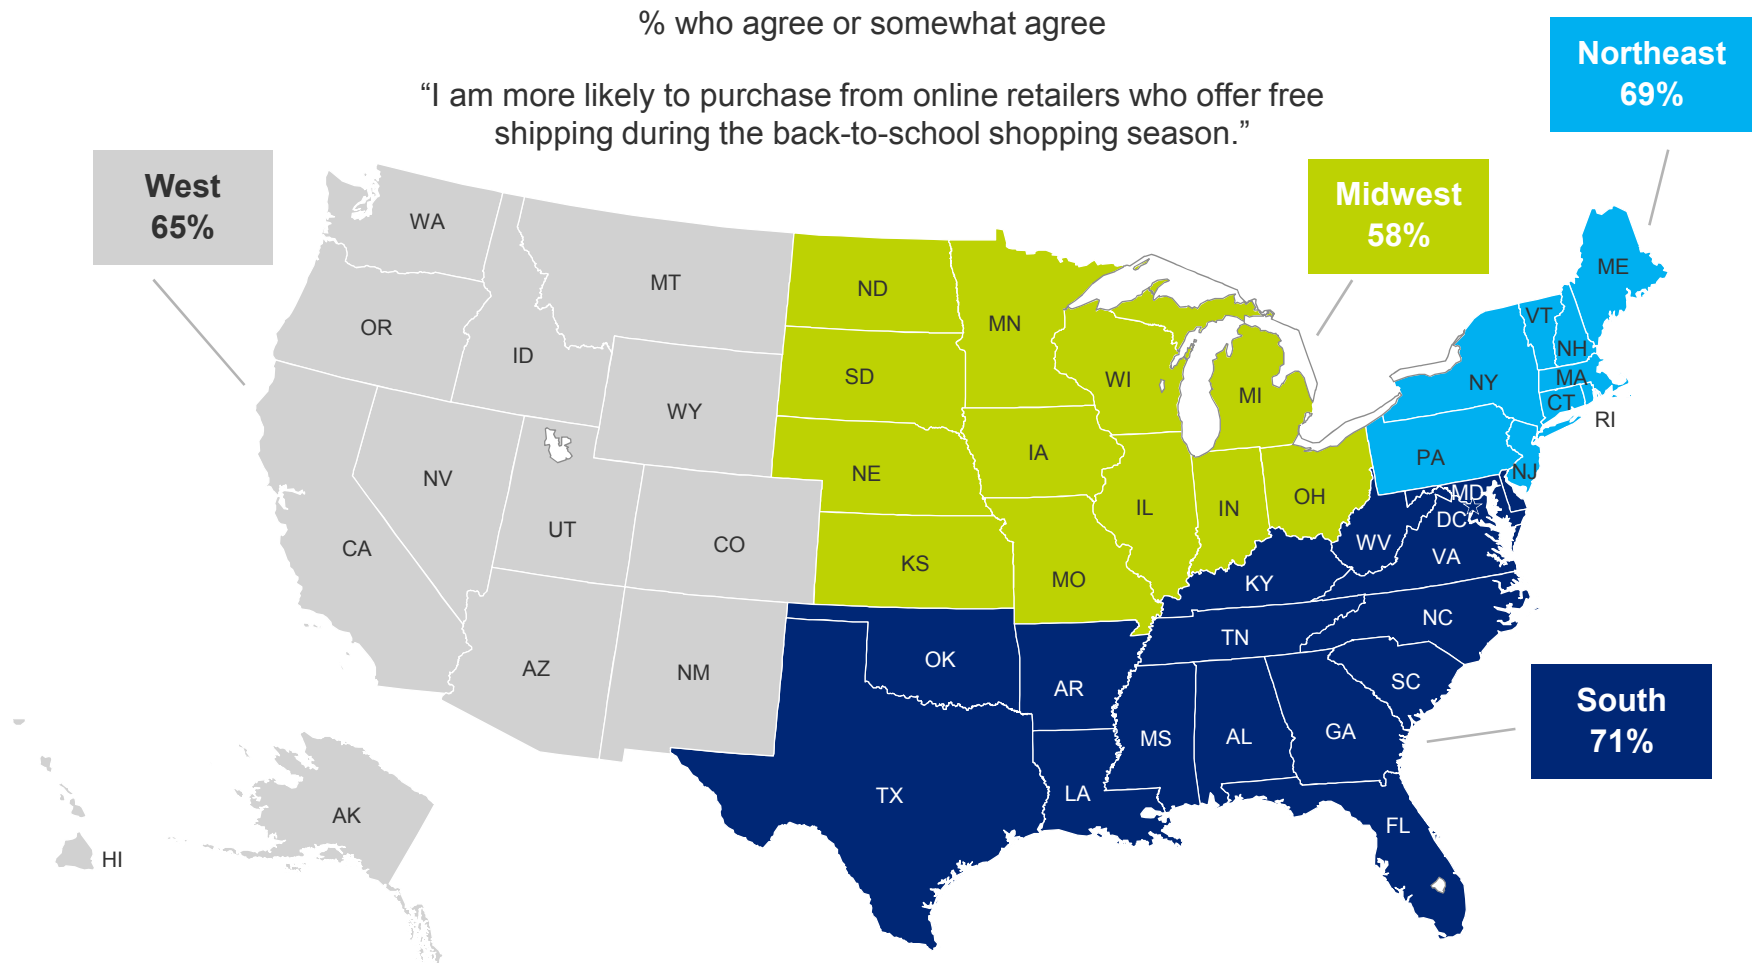 % who agree or somewhat agree
“I am more likely to purchase from online retailers who offer free
shipping during the back-to-school shopping season.”
Northeast
69%
West
65%
Midwest
58%
South
71%
WA
MT
ND
MN
ME
VT
NH
OR
ID
SD
WI
MI
NY
MA
CT
RI
WY
NE
IA
PA
NJ
NV
UT
CO
KS
MO
IL
IN
OH
MD
DC
WV
VA
CA
KY
NC
TN
AZ
NM
OK
AR
SC
MS
AL
GA
TX
LA
FL
AK
HI